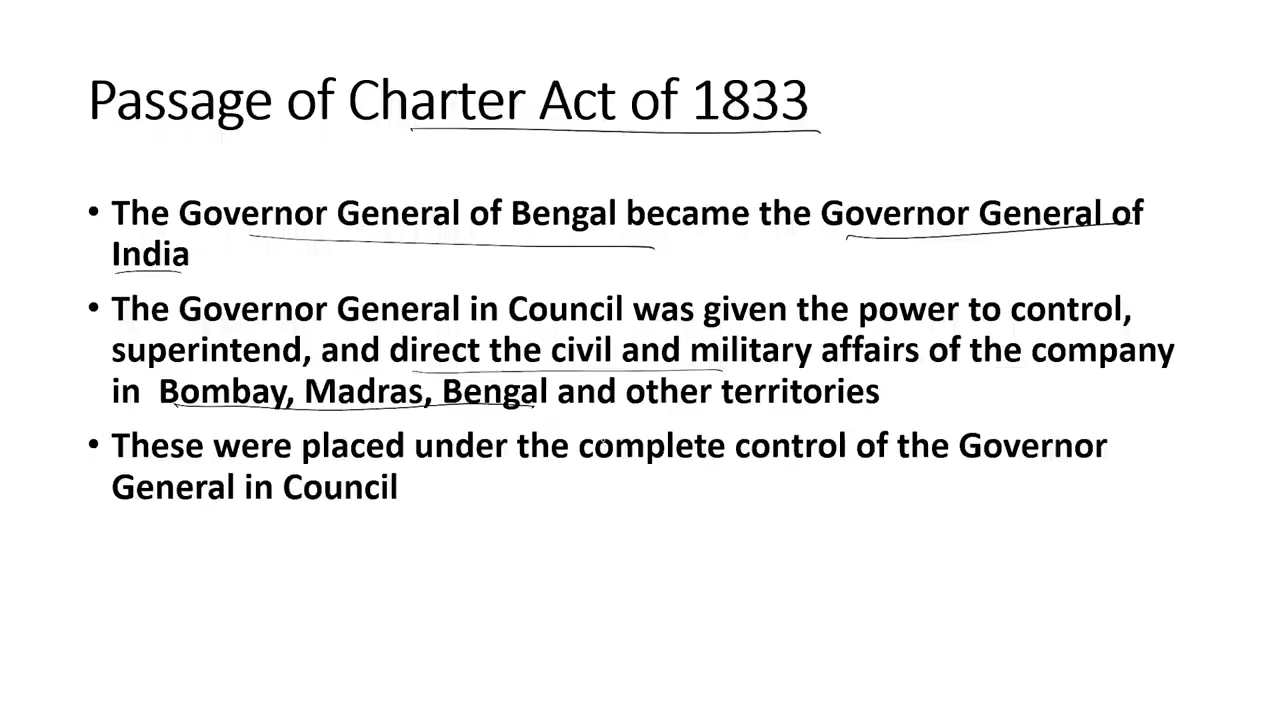 Passage of Charter Act of 1833
• The Governor General of Bengal became the Governor General of
India
• The Governor General in Council was given the power to control,
superintend, and direct the civil and military affairs of the company
in Bombay, Madras, Bengal and other territories
• These were placed under the complete control of the Governor
General in Council